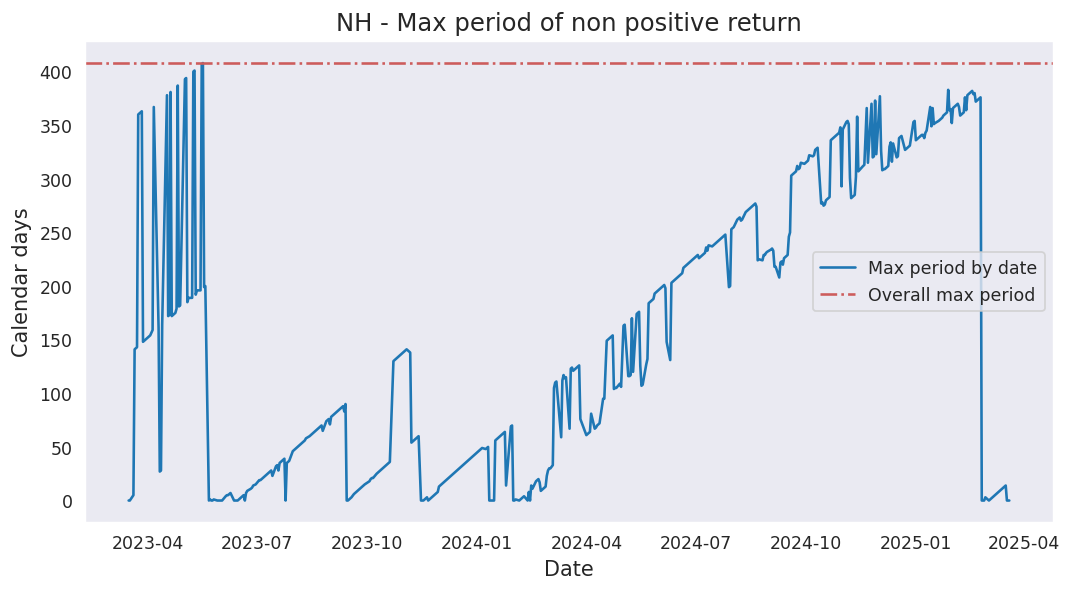 NH - Max period of non positive return
400
350
300
250
200
150
100
50
0
Calendar days
Max period by date
Overall max period
2023-04 2023-07 2023-10 2024-01 2024-04 2024-07 2024-10 2025-01 2025-04
Date